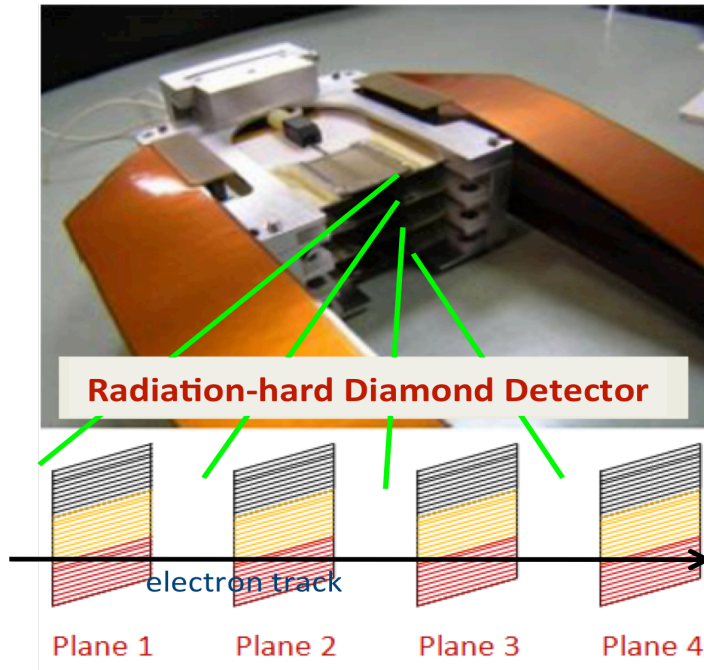 Radiation-hard Diamond Detector
electron track
Plane 1 Plane 2 Plane 3 Plane 4